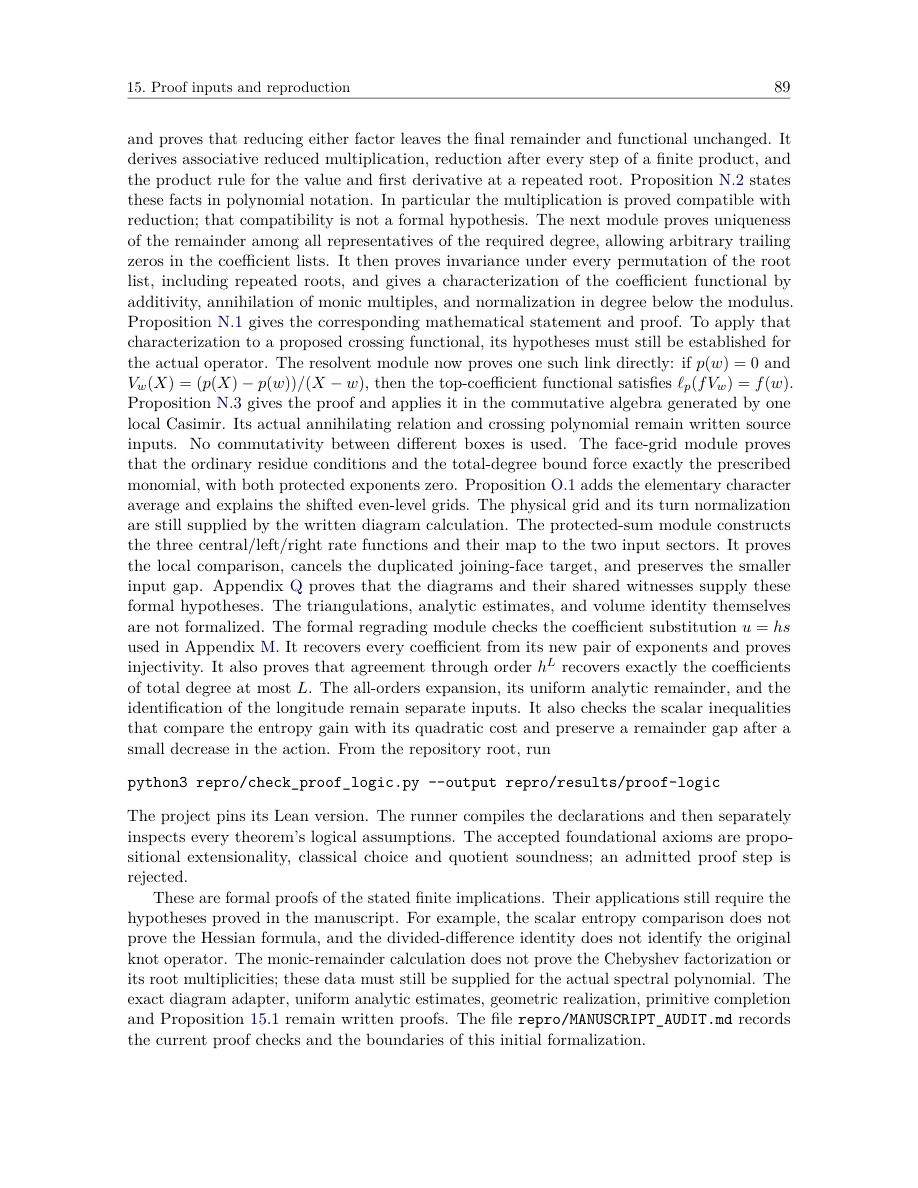 15. Proof inputs and reproduction 89
and proves that reducing either factor leaves the final remainder and functional unchanged. It
derives associative reduced multiplication, reduction after every step of a finite product, and
the product rule for the value and first derivative at a repeated root. Proposition N.2 states
these facts in polynomial notation. In particular the multiplication is proved compatible with
reduction; that compatibility is not a formal hypothesis. The next module proves uniqueness
of the remainder among all representatives of the required degree, allowing arbitrary trailing
zeros in the coefficient lists. It then proves invariance under every permutation of the root
list, including repeated roots, and gives a characterization of the coefficient functional by
additivity, annihilation of monic multiples, and normalization in degree below the modulus.
Proposition N.1 gives the corresponding mathematical statement and proof. To apply that
characterization to a proposed crossing functional, its hypotheses must still be established for
the actual operator. The resolvent module now proves one such link directly: if p(w) = 0 and
V_w(X) = (p(X) − p(w))/(X − w), then the top-coefficient functional satisfies ℓ_p(fV_w) = f(w).
Proposition N.3 gives the proof and applies it in the commutative algebra generated by one
local Casimir. Its actual annihilating relation and crossing polynomial remain written source
inputs. No commutativity between different boxes is used. The face-grid module proves
that the ordinary residue conditions and the total-degree bound force exactly the prescribed
monomial, with both protected exponents zero. Proposition O.1 adds the elementary character
average and explains the shifted even-level grids. The physical grid and its turn normalization
are still supplied by the written diagram calculation. The protected-sum module constructs
the three central/left/right rate functions and their map to the two input sectors. It proves
the local comparison, cancels the duplicated joining-face target, and preserves the smaller
input gap. Appendix Q proves that the diagrams and their shared witnesses supply these
formal hypotheses. The triangulations, analytic estimates, and volume identity themselves
are not formalized. The formal regrading module checks the coefficient substitution u = hs
used in Appendix M. It recovers every coefficient from its new pair of exponents and proves
injectivity. It also proves that agreement through order h^L recovers exactly the coefficients
of total degree at most L. The all-orders expansion, its uniform analytic remainder, and the
identification of the longitude remain separate inputs. It also checks the scalar inequalities
that compare the entropy gain with its quadratic cost and preserve a remainder gap after a
small decrease in the action. From the repository root, run
python3 repro/check_proof_logic.py --output repro/results/proof-logic
The project pins its Lean version. The runner compiles the declarations and then separately
inspects every theorem's logical assumptions. The accepted foundational axioms are propo-
sitional extensionality, classical choice and quotient soundness; an admitted proof step is
rejected.
These are formal proofs of the stated finite implications. Their applications still require the
hypotheses proved in the manuscript. For example, the scalar entropy comparison does not
prove the Hessian formula, and the divided-difference identity does not identify the original
knot operator. The monic-remainder calculation does not prove the Chebyshev factorization or
its root multiplicities; these data must still be supplied for the actual spectral polynomial. The
exact diagram adapter, uniform analytic estimates, geometric realization, primitive completion
and Proposition 15.1 remain written proofs. The file repro/MANUSCRIPT_AUDIT.md records
the current proof checks and the boundaries of this initial formalization.